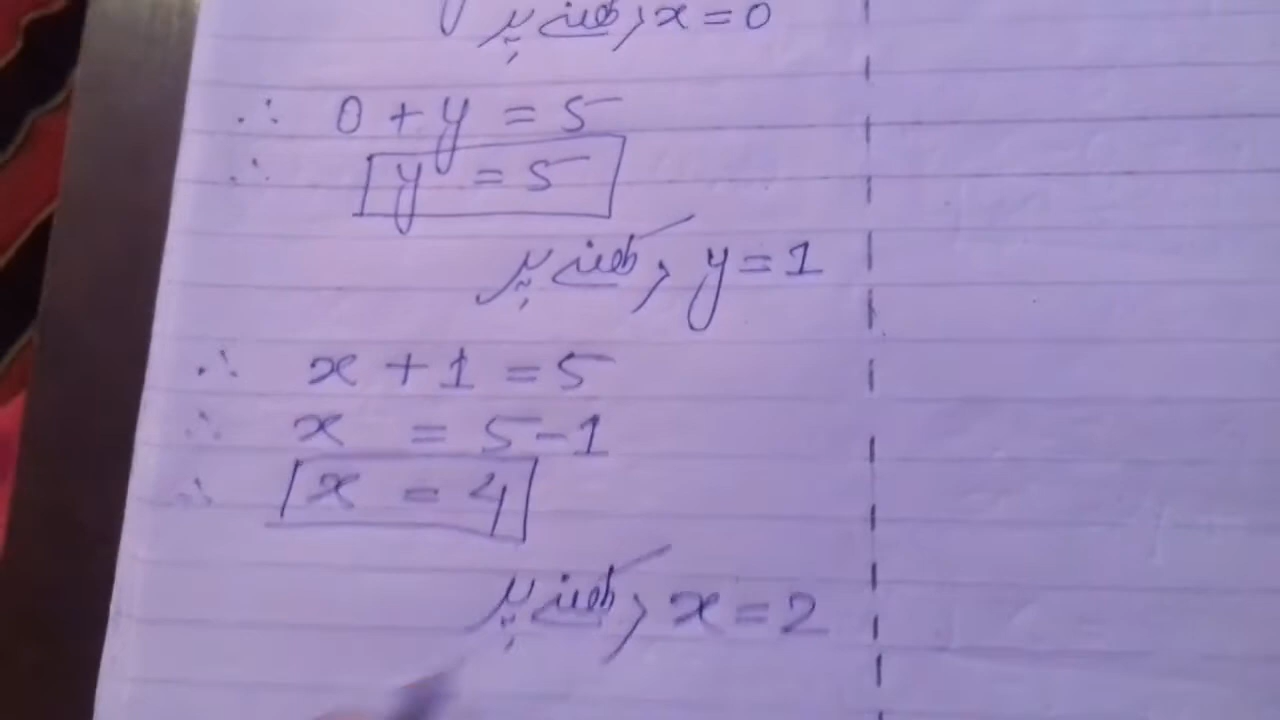 x = 0 رکھنے پر
∴ 0 + y = 5
∴ y = 5
y = 1 رکھنے پر
∴ x + 1 = 5
∴ x = 5 - 1
∴ x = 4
x = 2 رکھنے پر